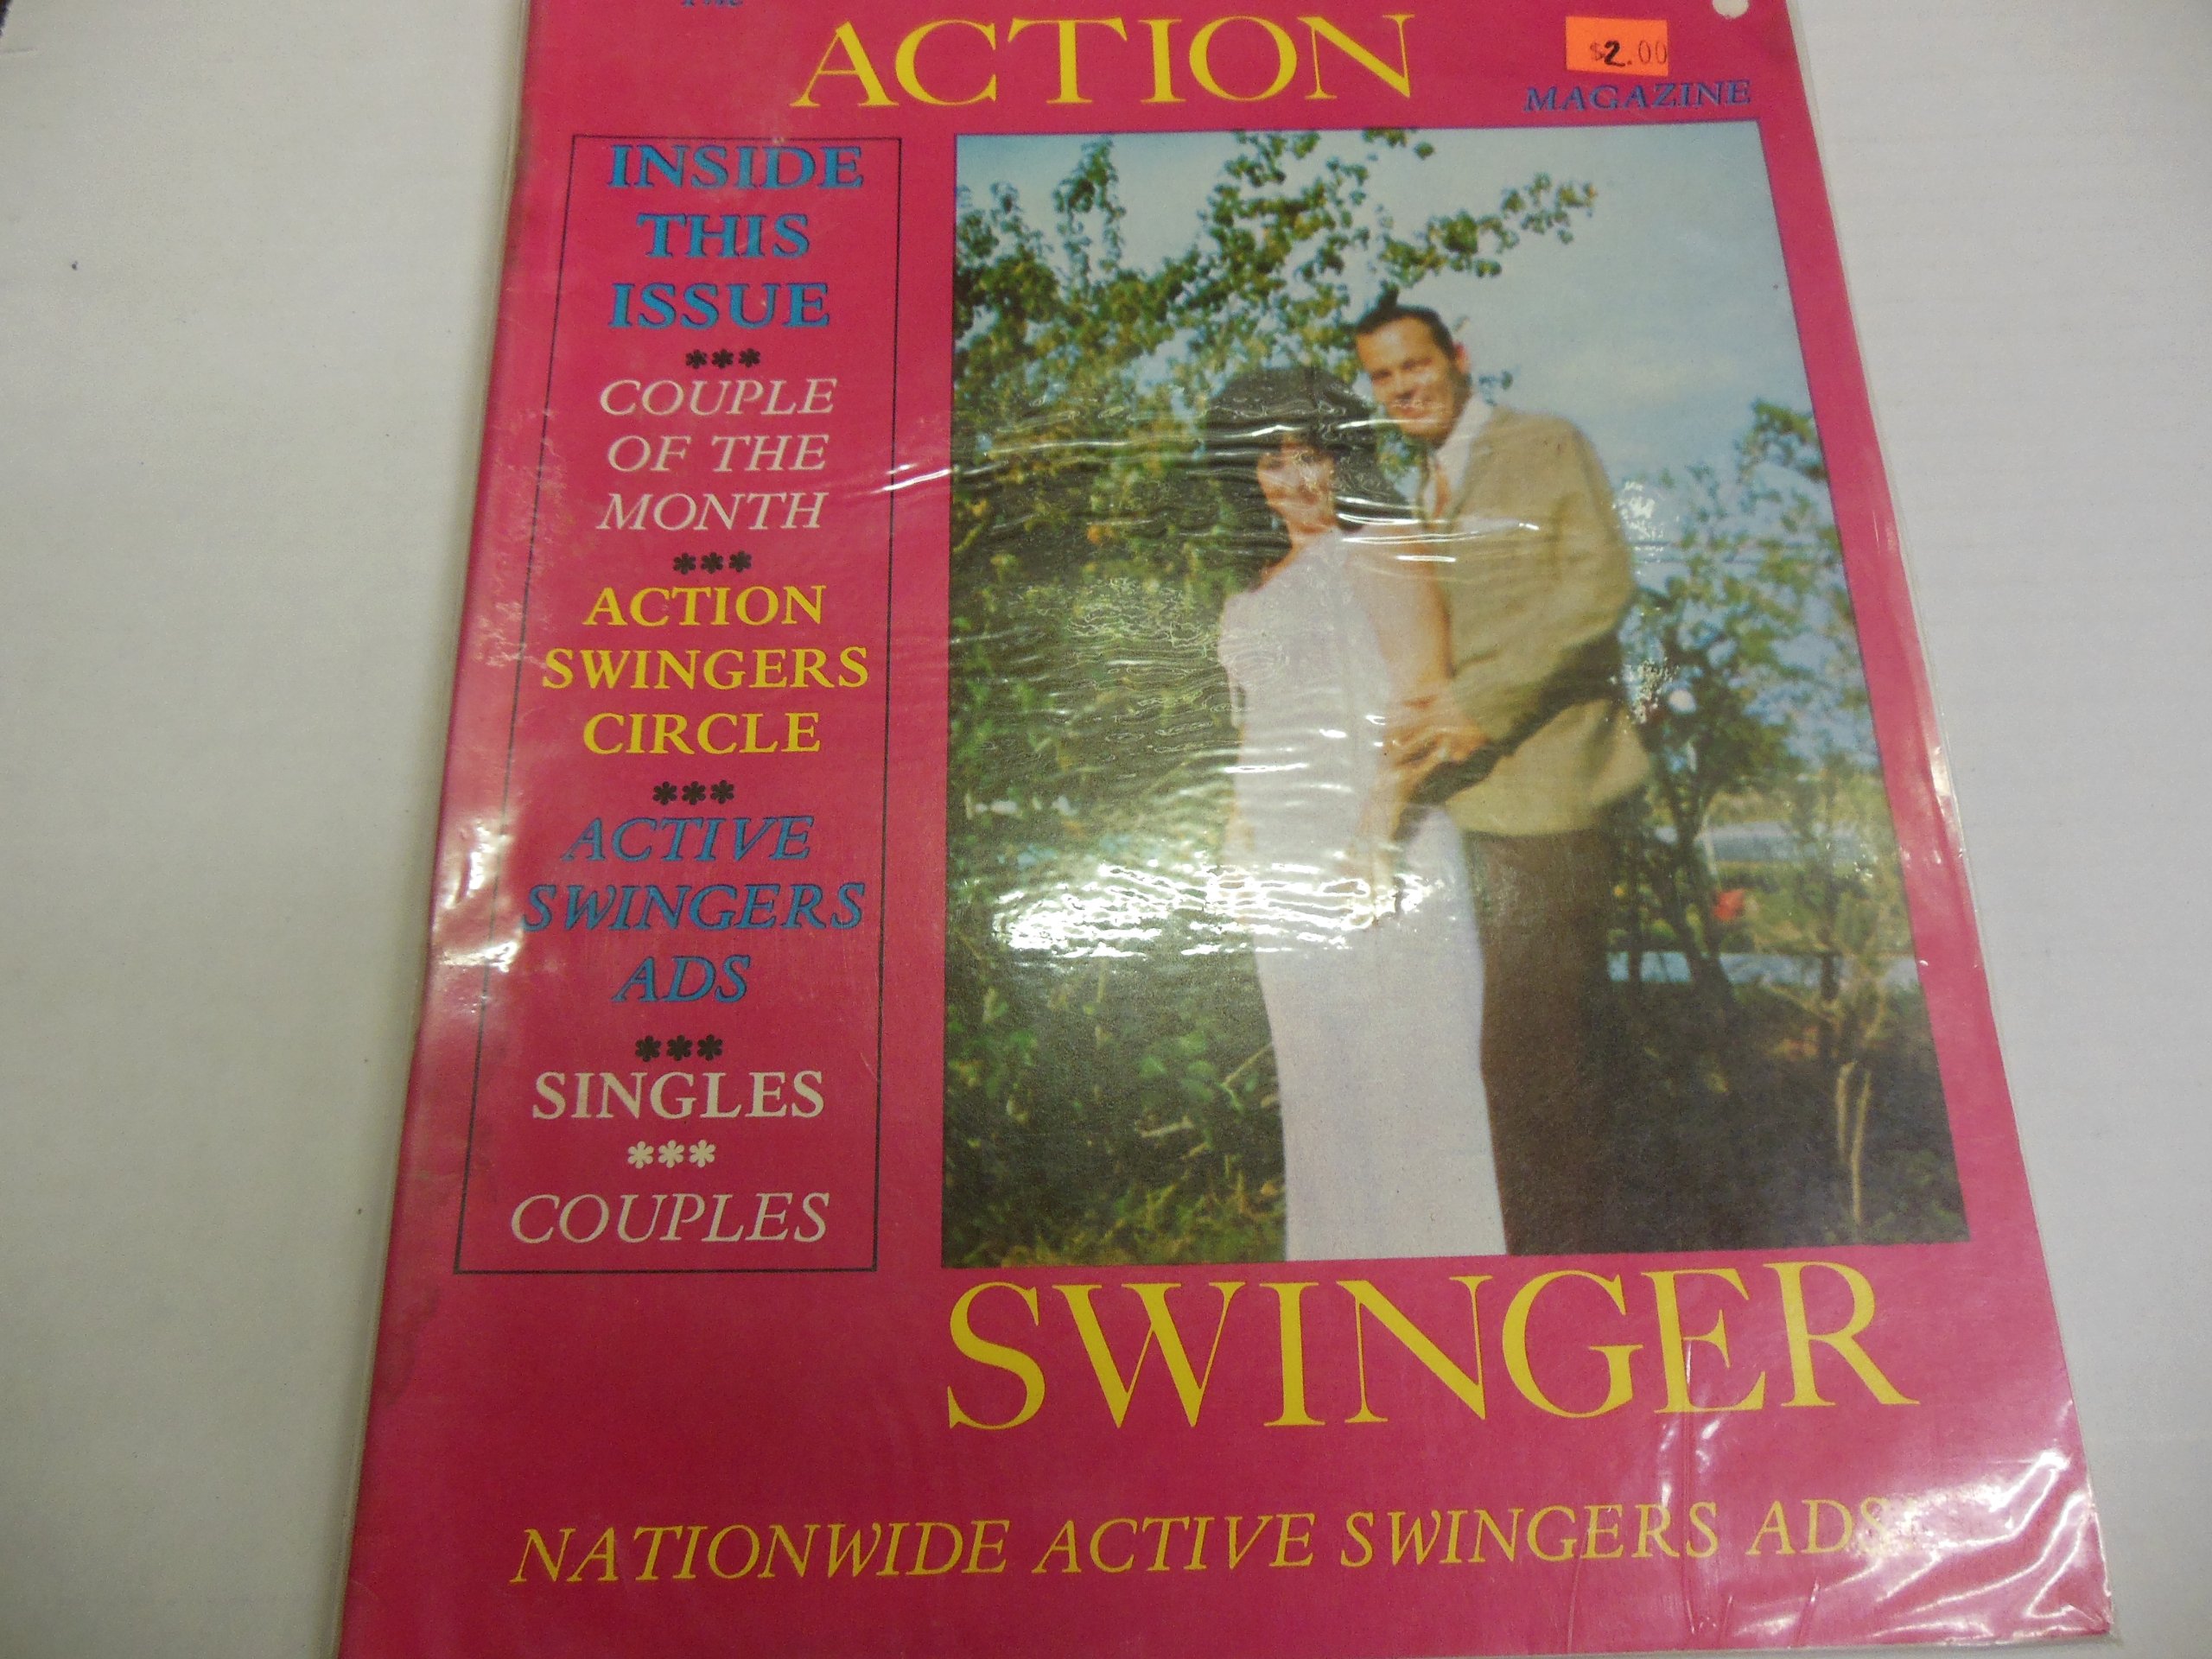 The
ACTION
$2.00
MAGAZINE
INSIDE
THIS
ISSUE
***
COUPLE
OF THE
MONTH
***
ACTION
SWINGERS
CIRCLE
***
ACTIVE
SWINGERS
ADS
***
SINGLES
***
COUPLES
SWINGER
NATIONWIDE ACTIVE SWINGERS ADS